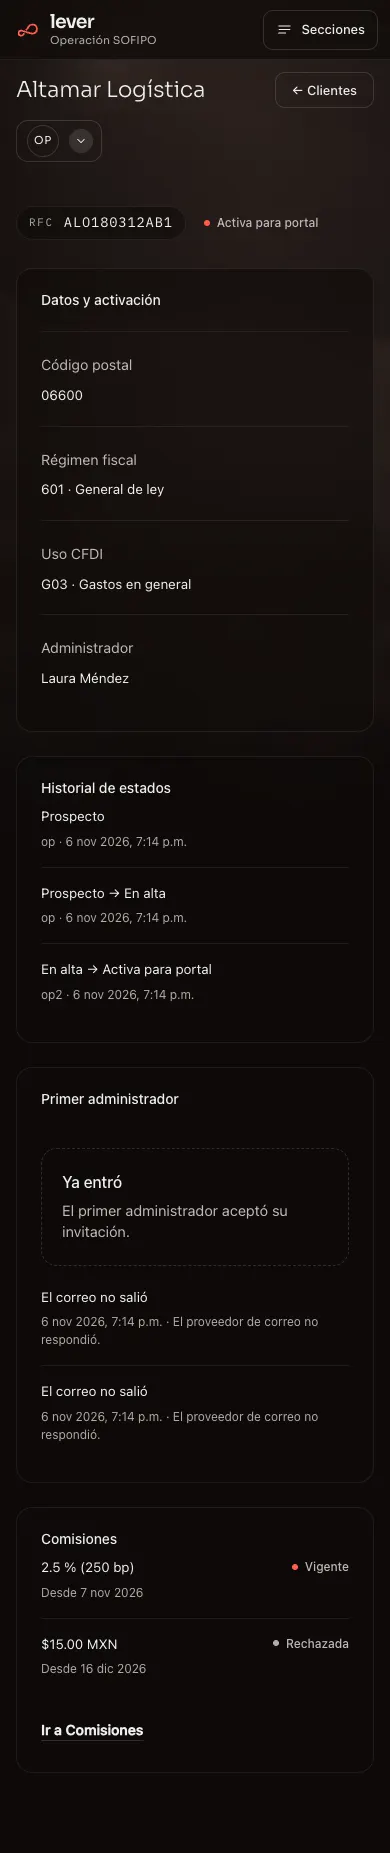 lever
Operación SOFIPO
Secciones
Altamar Logística
← Clientes
OP
RFC ALO180312AB1
Activa para portal
Datos y activación
Código postal
06600
Régimen fiscal
601 · General de ley
Uso CFDI
G03 · Gastos en general
Administrador
Laura Méndez
Historial de estados
Prospecto
op · 6 nov 2026, 7:14 p.m.
Prospecto → En alta
op · 6 nov 2026, 7:14 p.m.
En alta → Activa para portal
op2 · 6 nov 2026, 7:14 p.m.
Primer administrador
Ya entró
El primer administrador aceptó su
invitación.
El correo no salió
6 nov 2026, 7:14 p.m. · El proveedor de correo no
respondió.
El correo no salió
6 nov 2026, 7:14 p.m. · El proveedor de correo no
respondió.
Comisiones
2.5 % (250 bp)
Vigente
Desde 7 nov 2026
$15.00 MXN
Rechazada
Desde 16 dic 2026
Ir a Comisiones